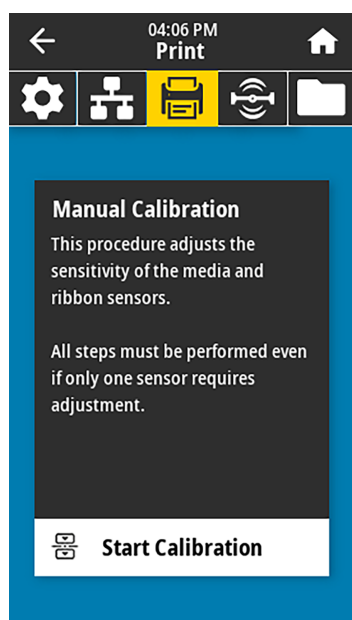 04:06 PM
Print
Manual Calibration
This procedure adjusts the
sensitivity of the media and
ribbon sensors.
All steps must be performed even
if only one sensor requires
adjustment.
Start Calibration